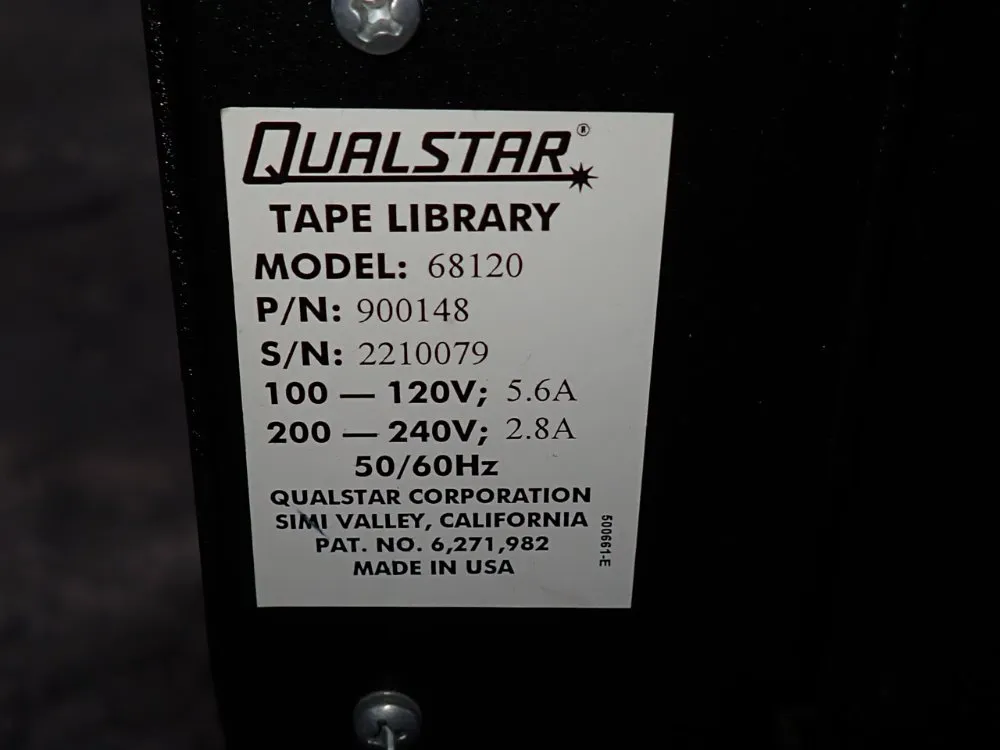 QUALSTAR®
TAPE LIBRARY
MODEL: 68120
P/N: 900148
S/N: 2210079
100 — 120V; 5.6A
200 — 240V; 2.8A
50/60Hz
QUALSTAR CORPORATION
SIMI VALLEY, CALIFORNIA
PAT. NO. 6,271,982
MADE IN USA
500661-E